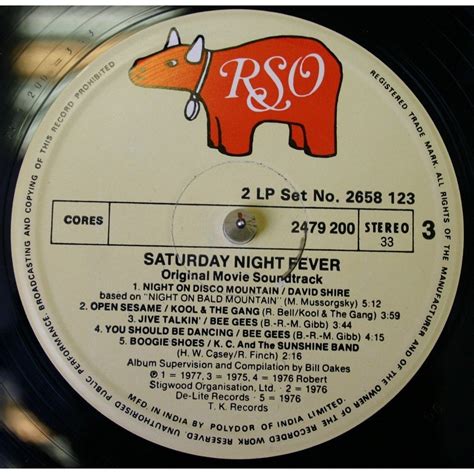 RSO
2 LP Set No. 2658 123
CORES
2479 200
STEREO
33
3
SATURDAY NIGHT FEVER
Original Movie Soundtrack
1. NIGHT ON DISCO MOUNTAIN / DAVID SHIRE
based on "NIGHT ON BALD MOUNTAIN" (M. Mussorgsky) 5:12
2. OPEN SESAME / KOOL & THE GANG (R. Bell/Kool & The Gang) 3:59
3. JIVE TALKIN' / BEE GEES (B.-R.-M. Gibb) 3:41
4. YOU SHOULD BE DANCING / BEE GEES (B.-R.-M. Gibb) 4:11
5. BOOGIE SHOES / K. C. And The SUNSHINE BAND
(H. W. Casey/R. Finch) 2:16
Album Supervision and Compilation by Bill Oakes
℗ 1 = 1977, 3 = 1975, 4 = 1976 Robert
Stigwood Organisation, Ltd. · 2 = 1976
De-Lite Records · 5 = 1976
T. K. Records
MFD. IN INDIA BY POLYDOR OF INDIA LIMITED.
REGISTERED TRADE MARK. ALL RIGHTS OF THE MANUFACTURER AND OF THE OWNER OF THE RECORDED WORK RESERVED. UNAUTHORISED PUBLIC PERFORMANCE, BROADCASTING AND COPYING OF THIS RECORD PROHIBITED